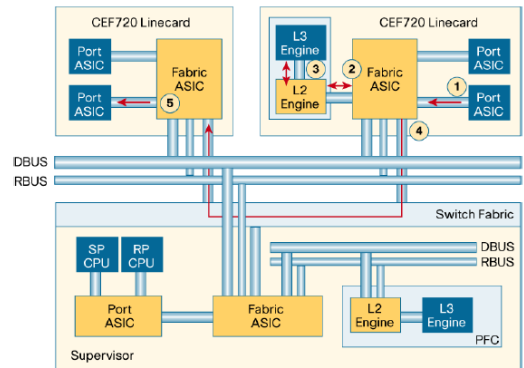 CEF720 Linecard
Port
ASIC
Port
ASIC
Fabric
ASIC
5
CEF720 Linecard
L3
Engine
3
2
L2
Engine
Fabric
ASIC
Port
ASIC
1
Port
ASIC
4
DBUS
RBUS
Switch Fabric
SP
CPU
RP
CPU
Port
ASIC
Fabric
ASIC
DBUS
RBUS
L2
Engine
L3
Engine
PFC
Supervisor